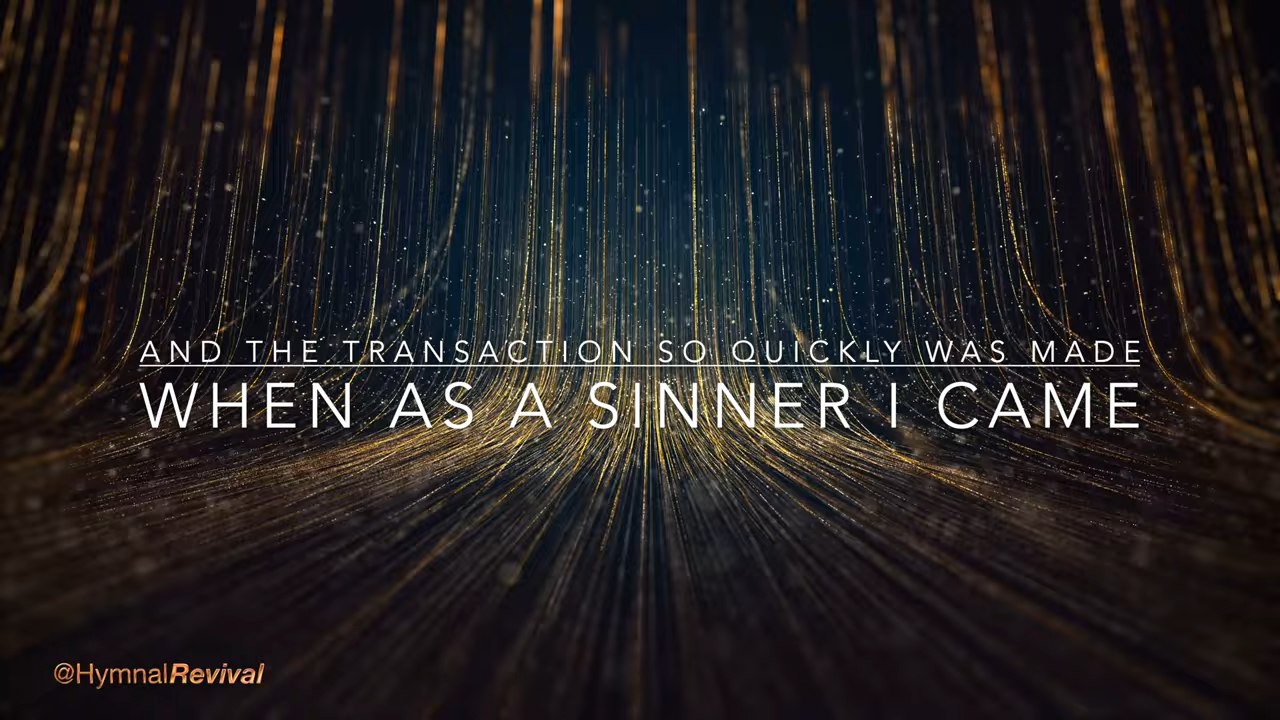 AND THE TRANSACTION SO QUICKLY WAS MADE
WHEN AS A SINNER I CAME
@HymnalRevival